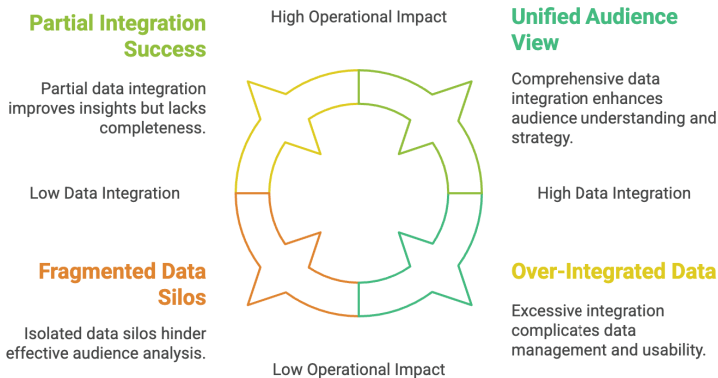 High Operational Impact
Partial Integration
Success
Partial data integration
improves insights but lacks
completeness.
Unified Audience
View
Comprehensive data
integration enhances
audience understanding and
strategy.
Low Data Integration
High Data Integration
Fragmented Data
Silos
Isolated data silos hinder
effective audience analysis.
Over-Integrated Data
Excessive integration
complicates data
management and usability.
Low Operational Impact